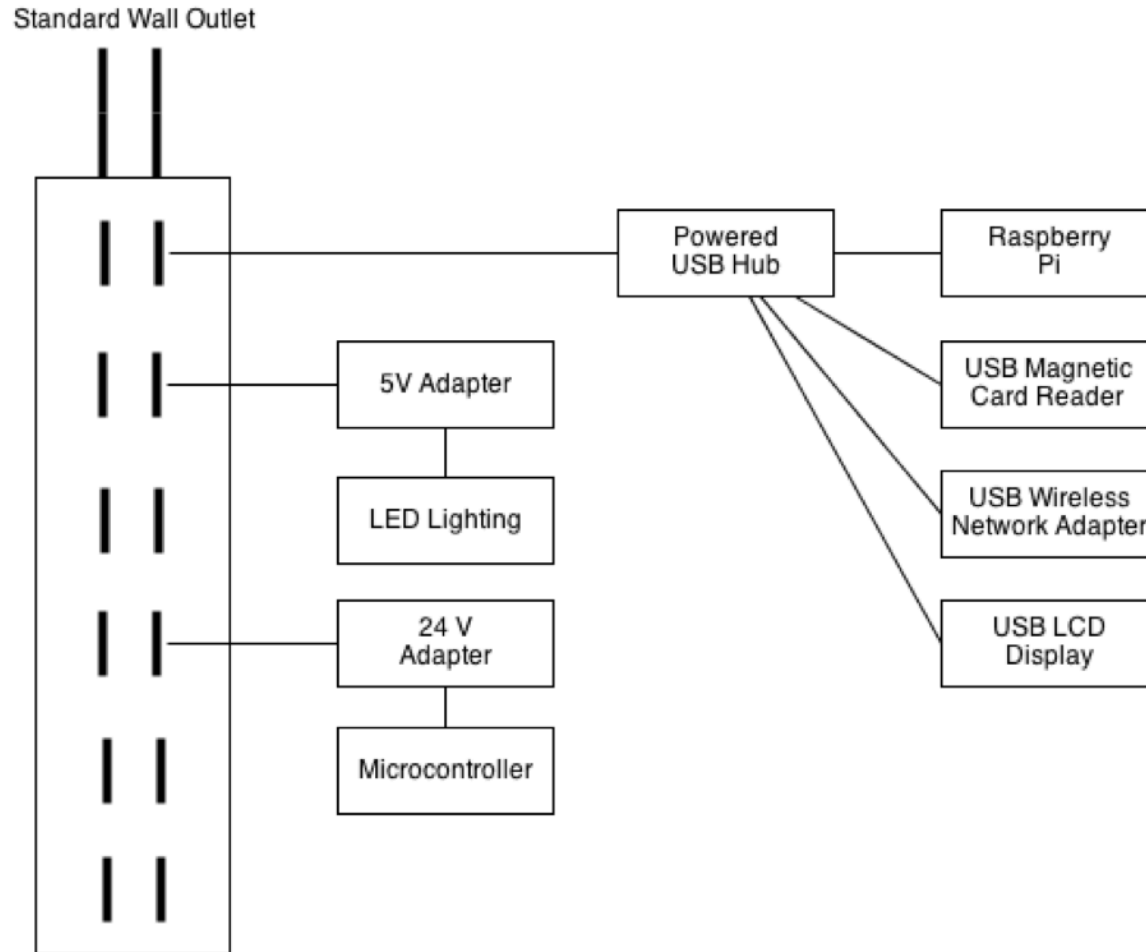 Standard Wall Outlet
Powered
USB Hub
Raspberry
Pi
5V Adapter
USB Magnetic
Card Reader
LED Lighting
USB Wireless
Network Adapter
24 V
Adapter
USB LCD
Display
Microcontroller